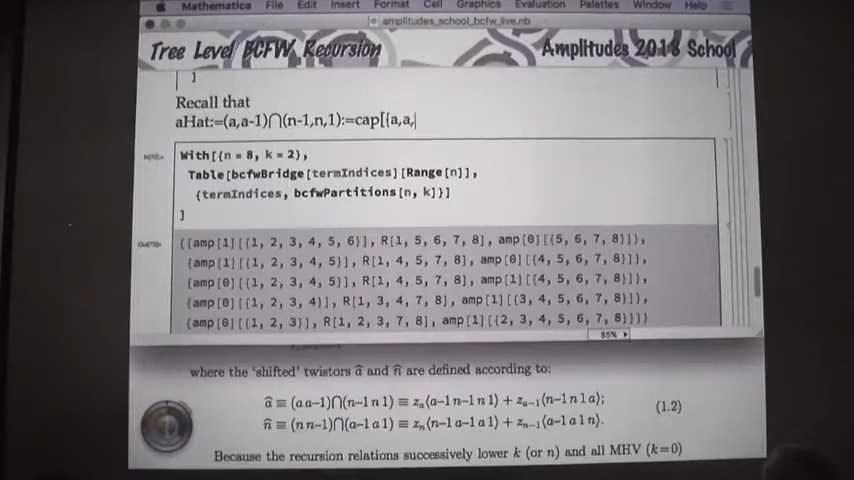 Mathematica File Edit Insert Format Cell Graphics Evaluation Palettes Window Help
amplitudes_school_bcfw_live.nb
Tree Level BCFW Recursion
Amplitudes 2018 School
]
Recall that
aHat:=(a,a-1)⋂(n-1,n,1):=cap[{a,a,
With[{n = 8, k = 2},
Table[bcfwBridge[termIndices][Range[n]],
{termIndices, bcfwPartitions[n, k]}]
]
{{amp[1][{1, 2, 3, 4, 5, 6}], R[1, 5, 6, 7, 8], amp[0][{5, 6, 7, 8}]},
{amp[1][{1, 2, 3, 4, 5}], R[1, 4, 5, 7, 8], amp[0][{4, 5, 6, 7, 8}]},
{amp[0][{1, 2, 3, 4, 5}], R[1, 4, 5, 7, 8], amp[1][{4, 5, 6, 7, 8}]},
{amp[0][{1, 2, 3, 4}], R[1, 3, 4, 7, 8], amp[1][{3, 4, 5, 6, 7, 8}]},
{amp[0][{1, 2, 3}], R[1, 2, 3, 7, 8], amp[1][{2, 3, 4, 5, 6, 7, 8}]}}
85%
where the 'shifted' twistors â and n̂ are defined according to:
â ≡ (a a−1)⋂(n−1 n 1) ≡ z_a⟨a−1 n−1 n 1⟩ + z_{a−1}⟨n−1 n 1 a⟩;
(1.2)
n̂ ≡ (n n−1)⋂(a−1 a 1) ≡ z_n⟨n−1 a−1 a 1⟩ + z_{n−1}⟨a−1 a 1 n⟩.
Because the recursion relations successively lower k (or n) and all MHV (k=0)